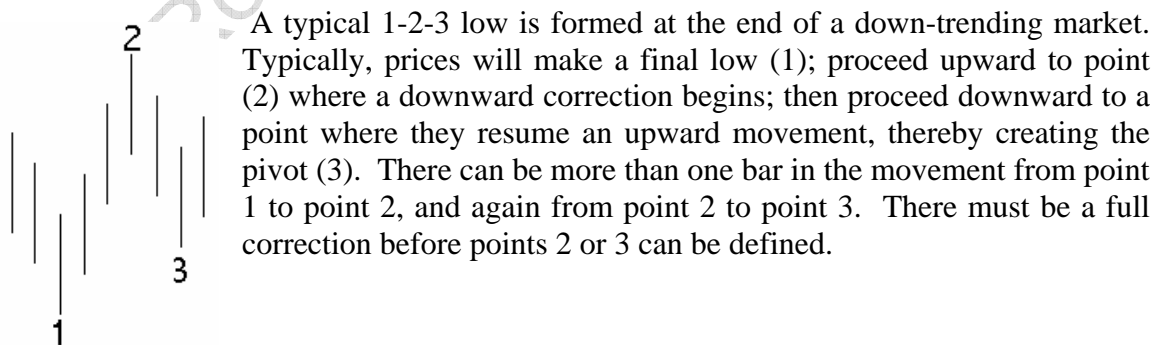 2
A typical 1-2-3 low is formed at the end of a down-trending market.
Typically, prices will make a final low (1); proceed upward to point
(2) where a downward correction begins; then proceed downward to a
point where they resume an upward movement, thereby creating the
pivot (3).  There can be more than one bar in the movement from point
1 to point 2, and again from point 2 to point 3.  There must be a full
correction before points 2 or 3 can be defined.
3
1